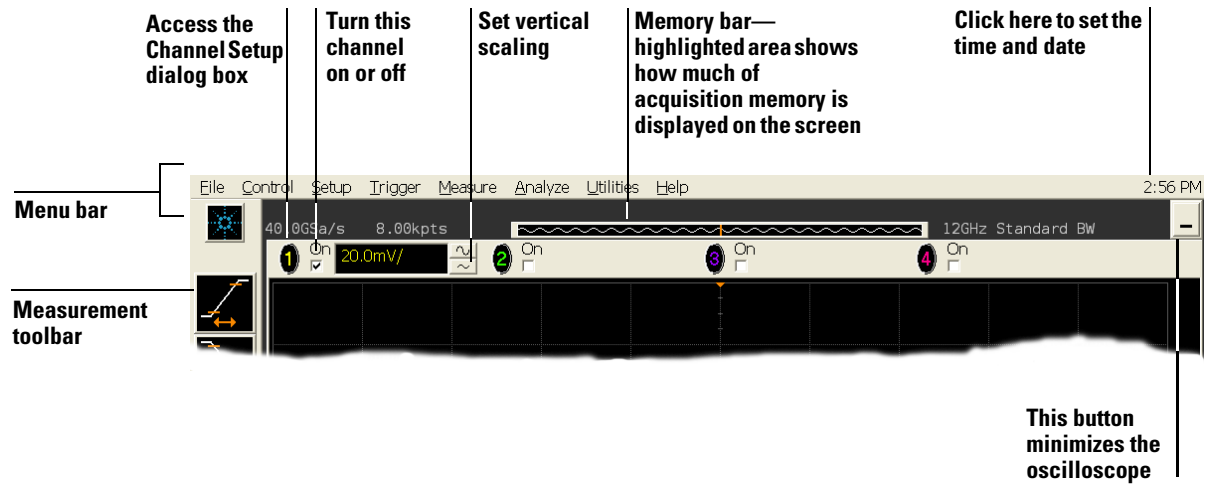 Access the
Channel Setup
dialog box
Turn this
channel
on or off
Set vertical
scaling
Memory bar—
highlighted area shows
how much of
acquisition memory is
displayed on the screen
Click here to set the
time and date
Menu bar
File Control Setup Trigger Measure Analyze Utilities Help 2:56 PM
40.0GSa/s 8.00kpts 12GHz Standard BW
1 On 20.0mV/ 2 On 3 On 4 On
Measurement
toolbar
This button
minimizes the
oscilloscope